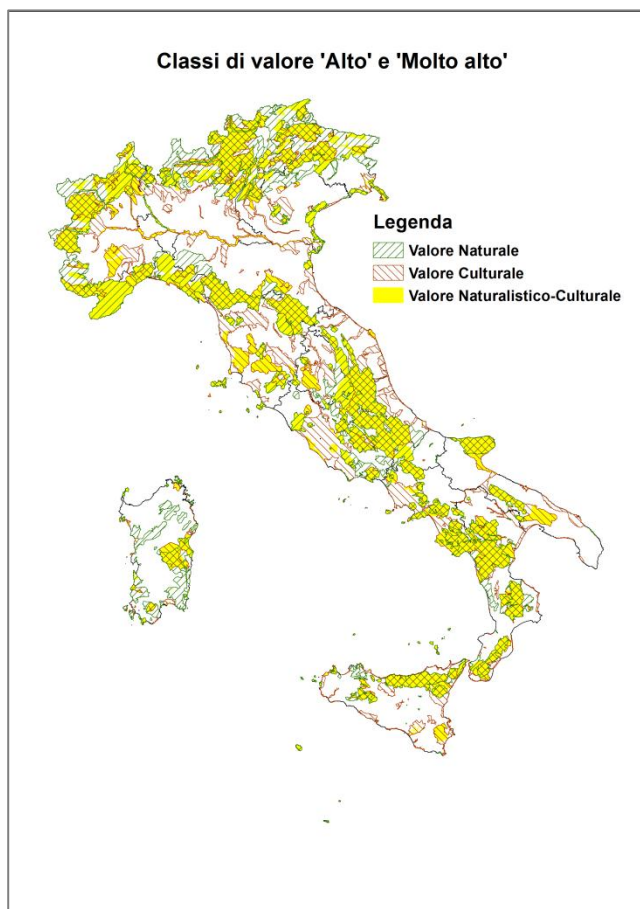 Classi di valore 'Alto' e 'Molto alto'
Legenda
Valore Naturale
Valore Culturale
Valore Naturalistico-Culturale